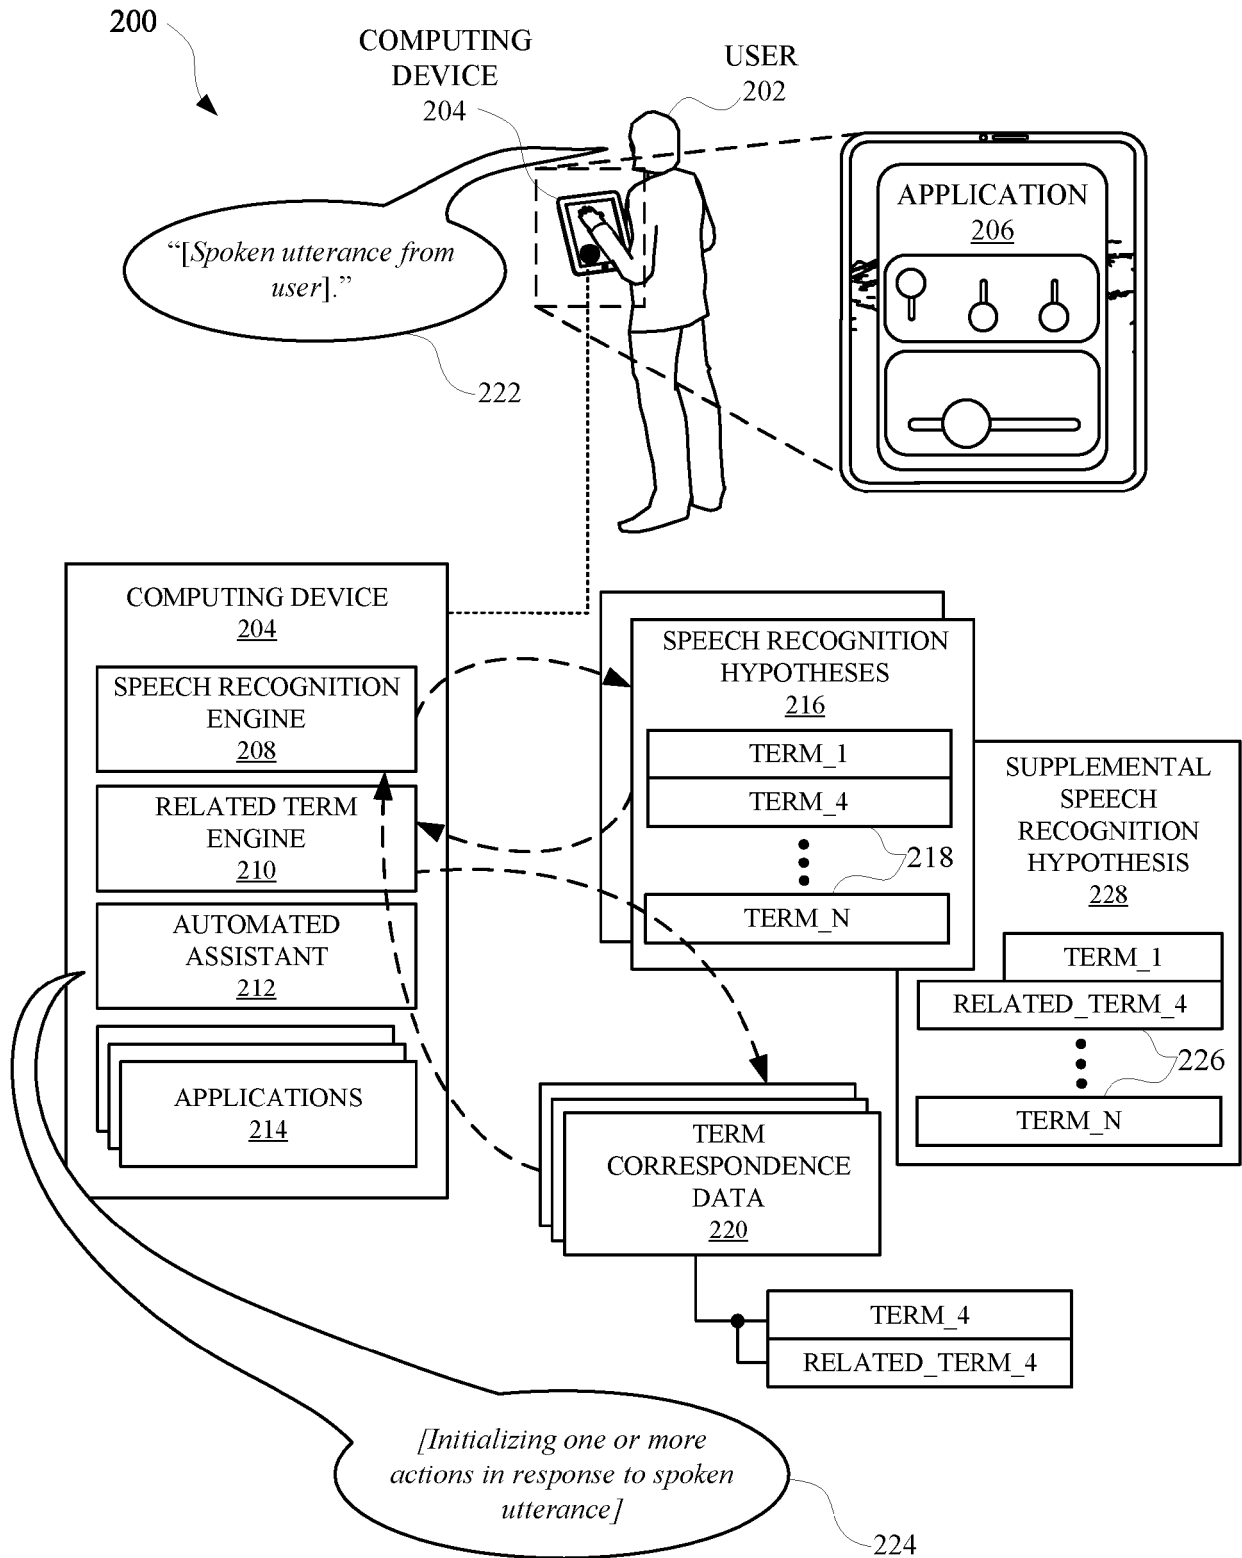 200
COMPUTING
DEVICE
204
USER
202
APPLICATION
206
“[Spoken utterance from
user].”
222
COMPUTING DEVICE
204
SPEECH RECOGNITION
ENGINE
208
RELATED TERM
ENGINE
210
AUTOMATED
ASSISTANT
212
APPLICATIONS
214
SPEECH RECOGNITION
HYPOTHESES
216
TERM_1
TERM_4
218
TERM_N
SUPPLEMENTAL
SPEECH
RECOGNITION
HYPOTHESIS
228
TERM_1
RELATED_TERM_4
226
TERM_N
TERM
CORRESPONDENCE
DATA
220
TERM_4
RELATED_TERM_4
[Initializing one or more
actions in response to spoken
utterance]
224